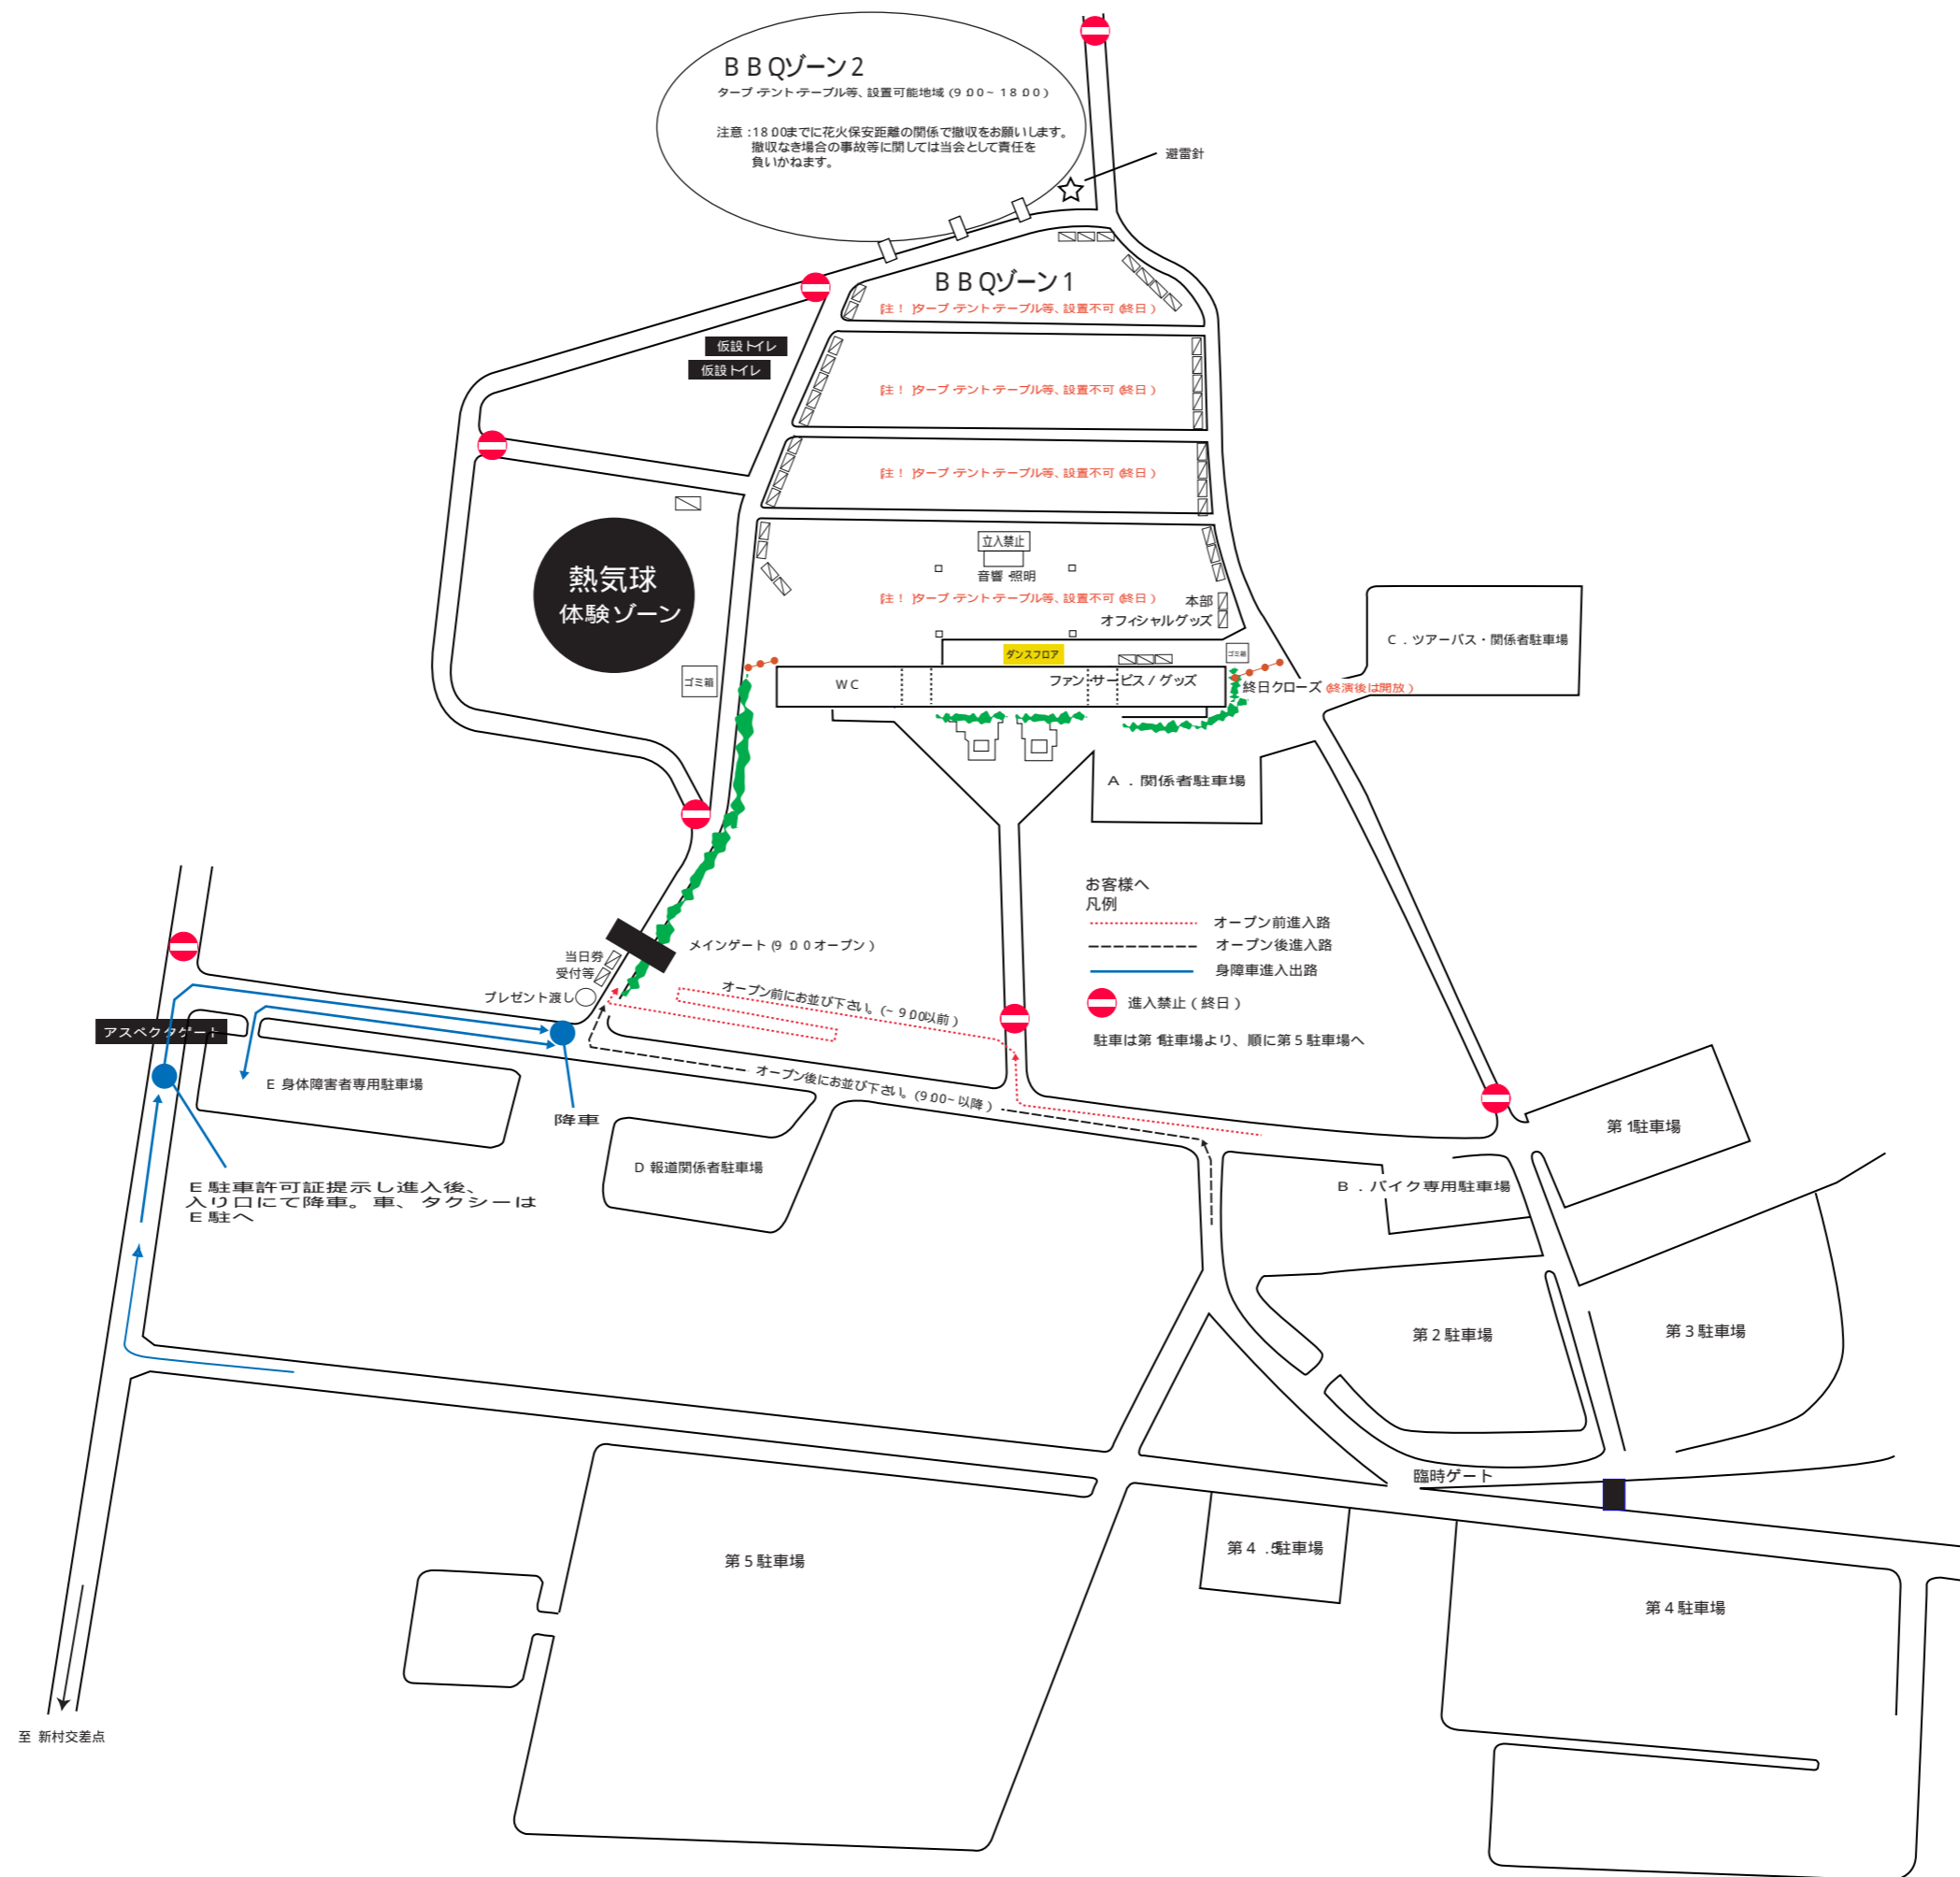 BBQゾーン2
タープ・テント・テーブル等、設置可能地域(9:00~18:00)
注意:18:00までに花火保安距離の関係で撤収をお願いします。
撤収なき場合の事故等に関しては当会として責任を
負いかねます。
避雷針
BBQゾーン1
[注!]タープ・テント・テーブル等、設置不可(終日)
仮設トイレ
仮設トイレ
[注!]タープ・テント・テーブル等、設置不可(終日)
[注!]タープ・テント・テーブル等、設置不可(終日)
立入禁止
音響・照明
熱気球
体験ゾーン
[注!]タープ・テント・テーブル等、設置不可(終日)
本部
オフィシャルグッズ
C.ツアーバス・関係者駐車場
ダンスフロア
ゴミ箱
ゴミ箱
WC
ファン・サービス/グッズ
終日クローズ(終演後は開放)
A.関係者駐車場
お客様へ
凡例
オープン前進入路
オープン後進入路
身障車進入出路
進入禁止(終日)
駐車は第1駐車場より、順に第5駐車場へ
メインゲート(9:00オープン)
当日券
受付等
プレゼント渡し
オープン前にお並び下さい。(~9:00以前)
アスペクタゲート
E 身体障害者専用駐車場
降車
オープン後にお並び下さい。(9:00~以降)
第1駐車場
D 報道関係者駐車場
B.バイク専用駐車場
E駐車許可証提示し進入後、
入り口にて降車。車、タクシーは
E駐へ
第2駐車場
第3駐車場
臨時ゲート
第5駐車場
第4.5駐車場
第4駐車場
至 新村交差点